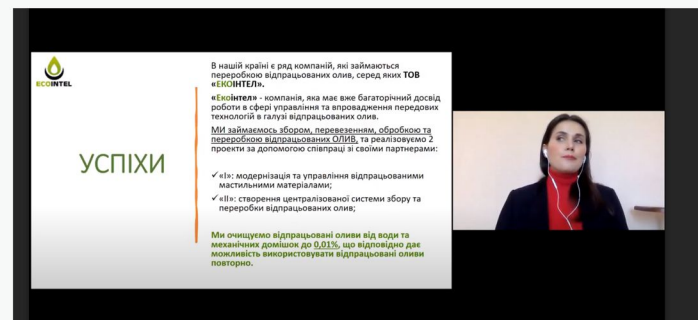 ECOINTEL
УСПІХИ
В нашій країні є ряд компаній, які займаються
переробкою відпрацьованих олив, серед яких ТОВ
«ЕКОІНТЕЛ».
«Екоінтел» - компанія, яка має вже багаторічний досвід
роботи в сфері управління та впровадження передових
технологій в галузі відпрацьованих олив.
МИ займаємось збором, перевезенням, обробкою та
переробкою відпрацьованих ОЛИВ, та реалізовуємо 2
проекти за допомогою співпраці зі своїми партнерами:
✓«І»: модернізація та управління відпрацьованими
мастильними матеріалами;
✓«ІІ»: створення централізованої системи збору та
переробки відпрацьованих олив;
Ми очищуємо відпрацьовані оливи від води та
механічних домішок до 0,01%, що відповідно дає
можливість використовувати відпрацьовані оливи
повторно.